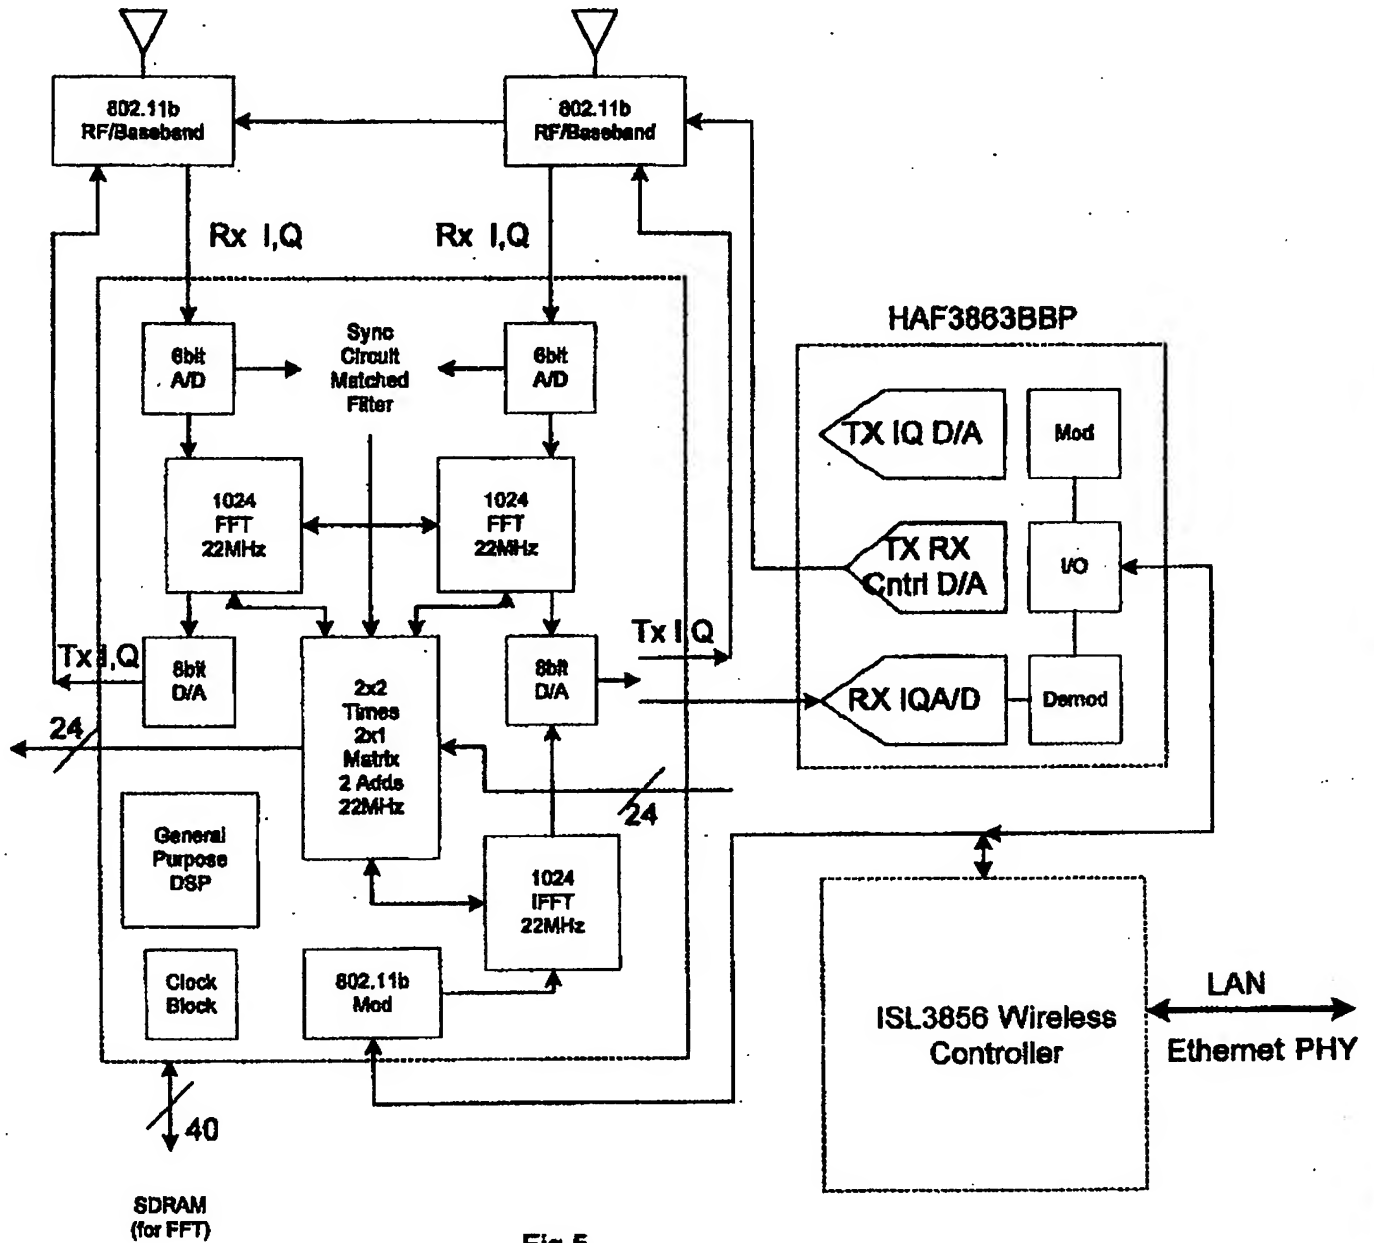 802.11b
RF/Baseband
802.11b
RF/Baseband
Rx I,Q
Rx I,Q
HAF3863BBP
6bit
A/D
Sync
Circuit
Matched
Filter
6bit
A/D
TX IQ D/A
Mod
1024
FFT
22MHz
1024
FFT
22MHz
TX RX
Cntrl D/A
I/O
Tx I,Q
8bit
D/A
2x2
Times
2x1
Matrix
2 Adds
22MHz
8bit
D/A
Tx I,Q
RX IQA/D
Demod
24
24
General
Purpose
DSP
1024
IFFT
22MHz
Clock
Block
802.11b
Mod
ISL3856 Wireless
Controller
LAN
Ethernet PHY
40
SDRAM
(for FFT)
Fig 5